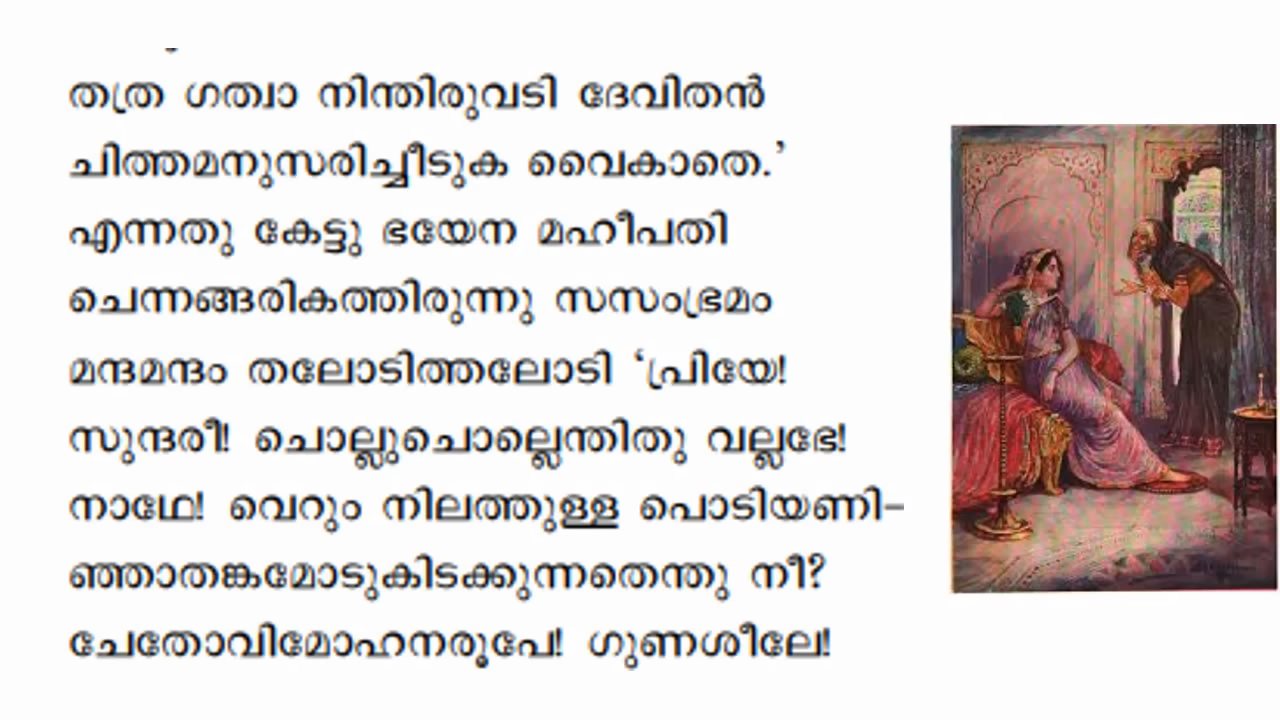 തത്ര ഗത്വാ നിന്തിരുവടി ദേവിതൻ
ചിത്തമനുസരിച്ചീടുക വൈകാതെ.’
എന്നതു കേട്ടു ഭയേന മഹീപതി
ചെന്നങ്ങരികത്തിരുന്നു സസംഭ്രമം
മന്ദമന്ദം തലോടിത്തലോടി ‘പ്രിയേ!
സുന്ദരീ! ചൊല്ലുചൊല്ലെന്തിതു വല്ലഭേ!
നാഥേ! വെറും നിലത്തുള്ള പൊടിയണി–
ഞ്ഞാതങ്കമോടുകിടക്കുന്നതെന്തു നീ?
ചേതോവിമോഹനരൂപേ! ഗുണശീലേ!